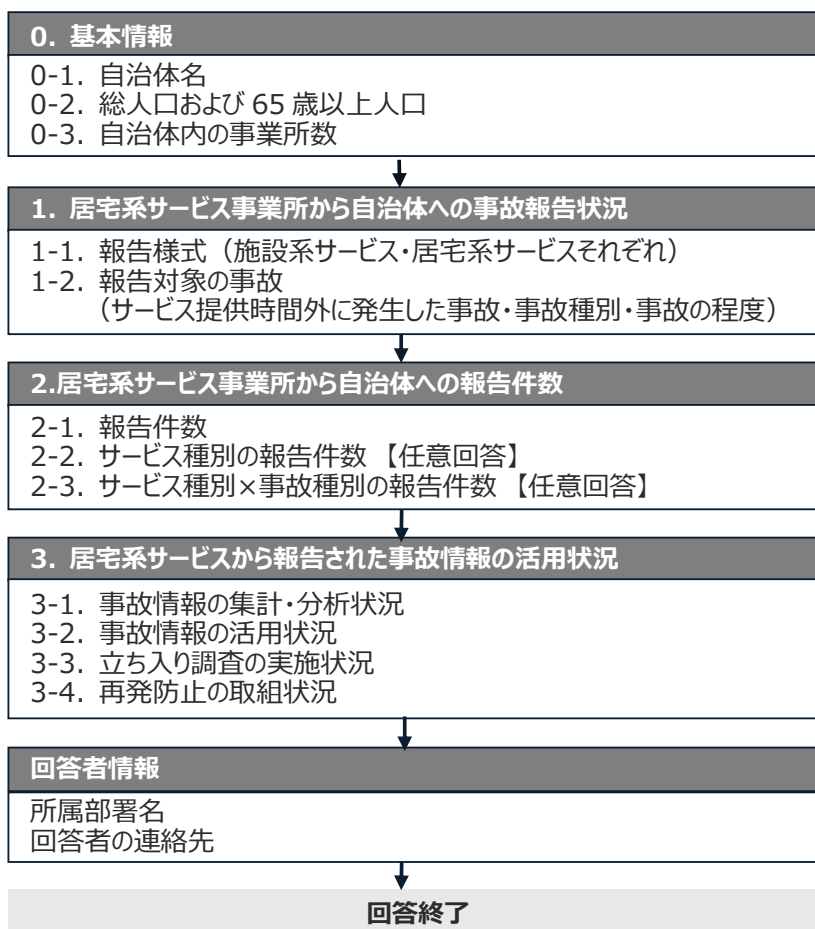 0. 基本情報
0-1. 自治体名
0-2. 総人口および 65 歳以上人口
0-3. 自治体内の事業所数
1. 居宅系サービス事業所から自治体への事故報告状況
1-1. 報告様式（施設系サービス・居宅系サービスそれぞれ）
1-2. 報告対象の事故
（サービス提供時間外に発生した事故・事故種別・事故の程度）
2.居宅系サービス事業所から自治体への報告件数
2-1. 報告件数
2-2. サービス種別の報告件数 【任意回答】
2-3. サービス種別×事故種別の報告件数 【任意回答】
3. 居宅系サービスから報告された事故情報の活用状況
3-1. 事故情報の集計・分析状況
3-2. 事故情報の活用状況
3-3. 立ち入り調査の実施状況
3-4. 再発防止の取組状況
回答者情報
所属部署名
回答者の連絡先
回答終了